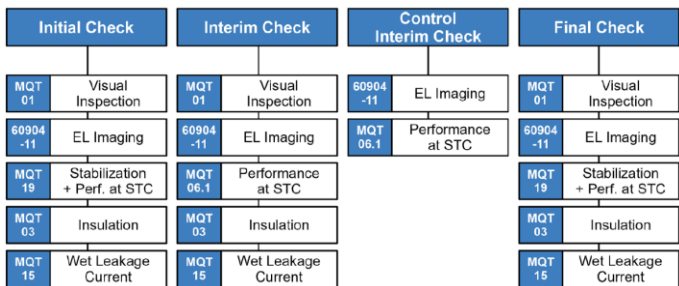 Initial Check
MQT
01
Visual
Inspection
60904
-11
EL Imaging
MQT
19
Stabilization
+ Perf. at STC
MQT
03
Insulation
MQT
15
Wet Leakage
Current
Interim Check
MQT
01
Visual
Inspection
60904
-11
EL Imaging
MQT
06.1
Performance
at STC
MQT
03
Insulation
MQT
15
Wet Leakage
Current
Control
Interim Check
60904
-11
EL Imaging
MQT
06.1
Performance
at STC
Final Check
MQT
01
Visual
Inspection
60904
-11
EL Imaging
MQT
19
Stabilization
+ Perf. at STC
MQT
03
Insulation
MQT
15
Wet Leakage
Current